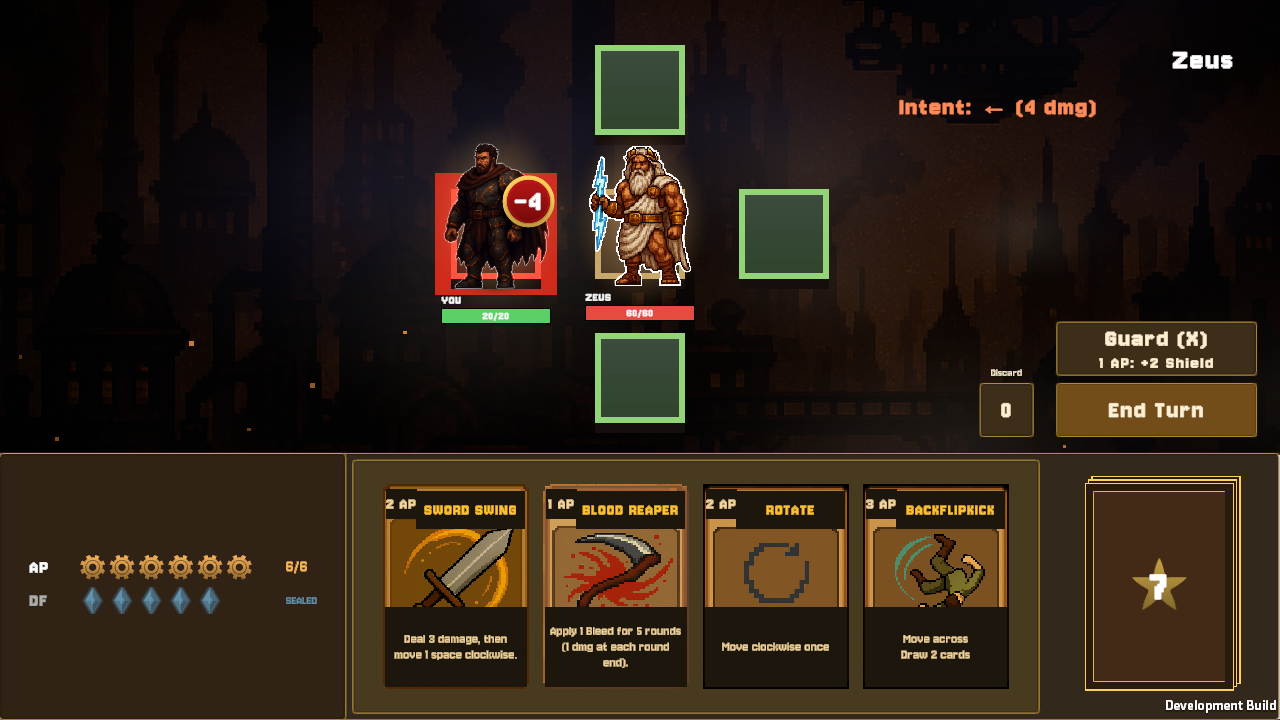 Zeus
Intent: ← (4 dmg)
-4
YOU
20/20
ZEUS
60/60
Guard (X)
1 AP: +2 Shield
Discard
0
End Turn
AP
6/6
DF
SEALED
2 AP
SWORD SWING
Deal 3 damage, then
move 1 space clockwise.
1 AP
BLOOD REAPER
Apply 1 Bleed for 5 rounds
(1 dmg at each round
end).
2 AP
ROTATE
Move clockwise once
3 AP
BACKFLIPKICK
Move across
Draw 2 cards
7
Development Build